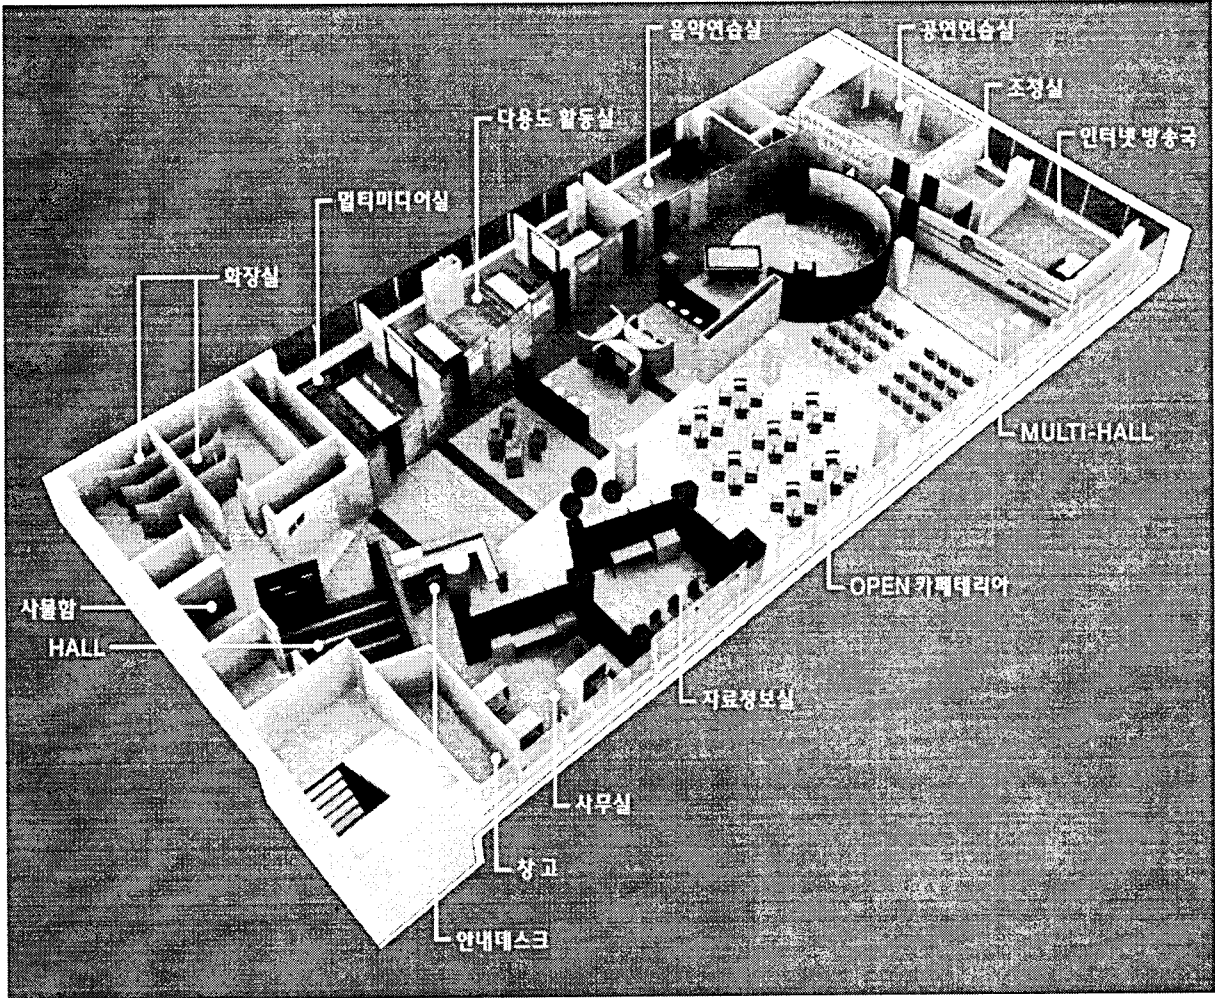 음악연습실
공연연습실
조정실
다용도 활동실
인터넷 방송국
멀티미디어실
화장실
MULTI-HALL
OPEN 카페테리아
사물함
HALL
자료정보실
사무실
창고
안내데스크